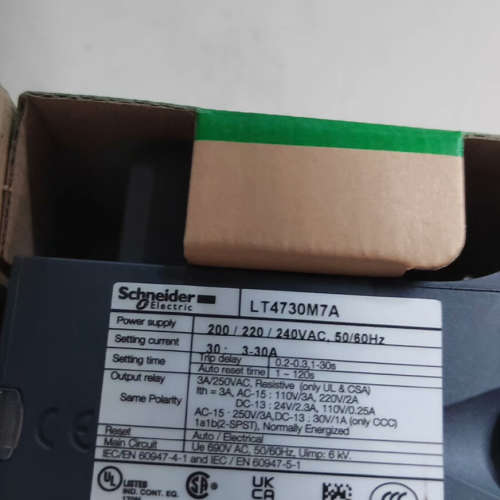 Schneider Electric
LT4730M7A
Power supply 200 / 220 / 240VAC, 50/60Hz
Setting current 30 : 3-30A
Setting time Trip delay 0.2-0.3,1-30s
Auto reset time 1 ~ 120s
Output relay 3A/250VAC, Resistive (only UL & CSA)
Ith = 3A, AC-15 : 110V/3A, 220V/2A
Same Polarity DC-13 : 24V/2.3A, 110V/0.25A
AC-15 : 250V/3A,DC-13 : 30V/1A (only CCC)
1a1b(2-SPST), Normally Energized
Reset Auto / Electrical
Main Circuit Ue 690V AC, 50/60Hz, Uimp: 6 kV.
IEC/EN 60947-4-1 and IEC / EN 60947-5-1
CE
UL LISTED
IND. CONT. EQ.
UK CA
CCC